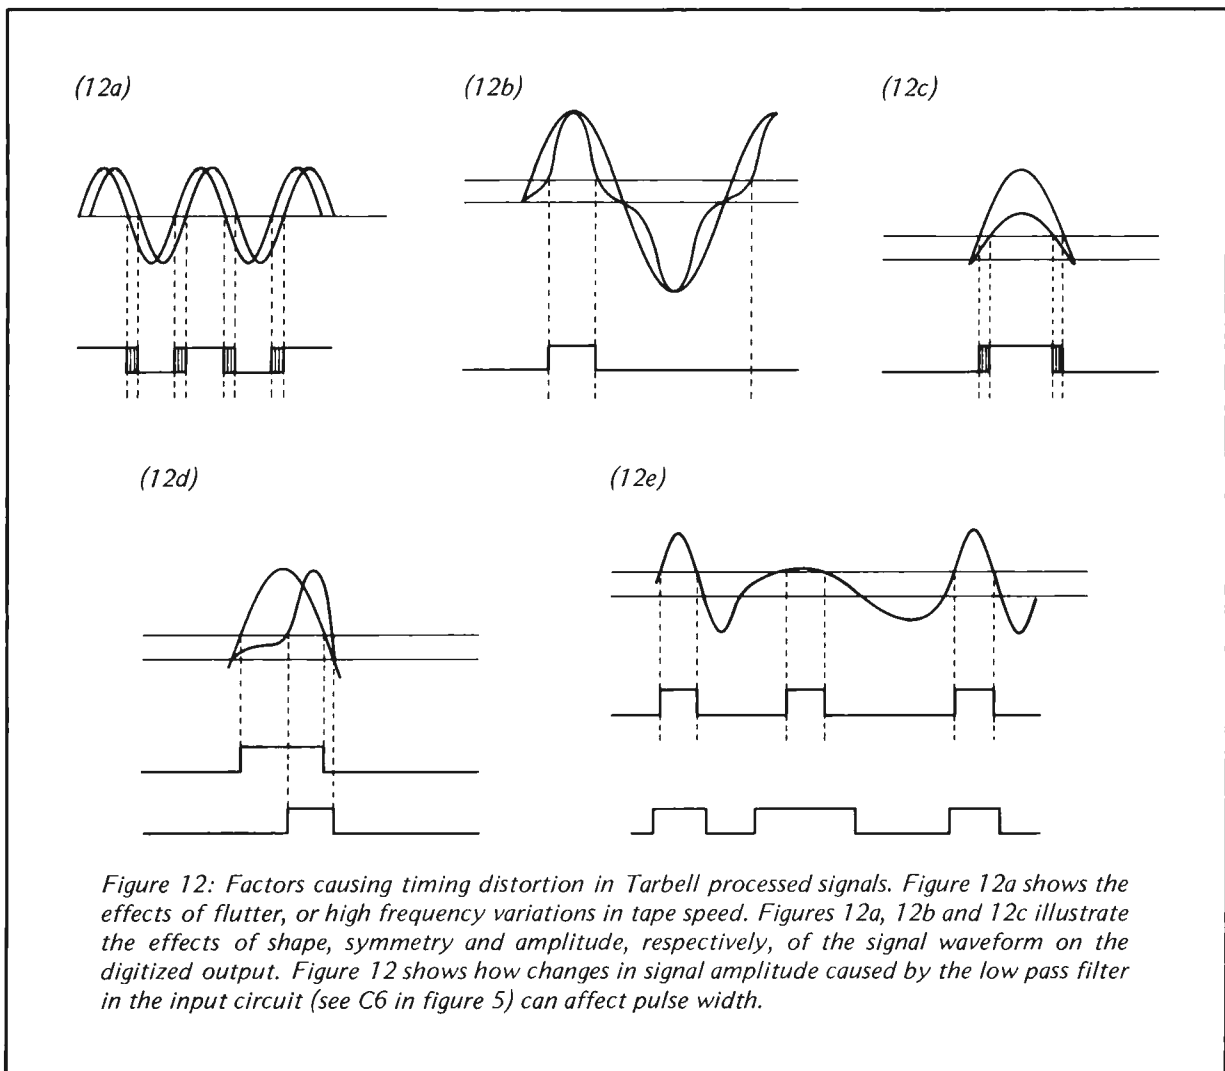 (12a)
(12b)
(12c)
(12d)
(12e)
Figure 12: Factors causing timing distortion in Tarbell processed signals. Figure 12a shows the
effects of flutter, or high frequency variations in tape speed. Figures 12a, 12b and 12c illustrate
the effects of shape, symmetry and amplitude, respectively, of the signal waveform on the
digitized output. Figure 12 shows how changes in signal amplitude caused by the low pass filter
in the input circuit (see C6 in figure 5) can affect pulse width.